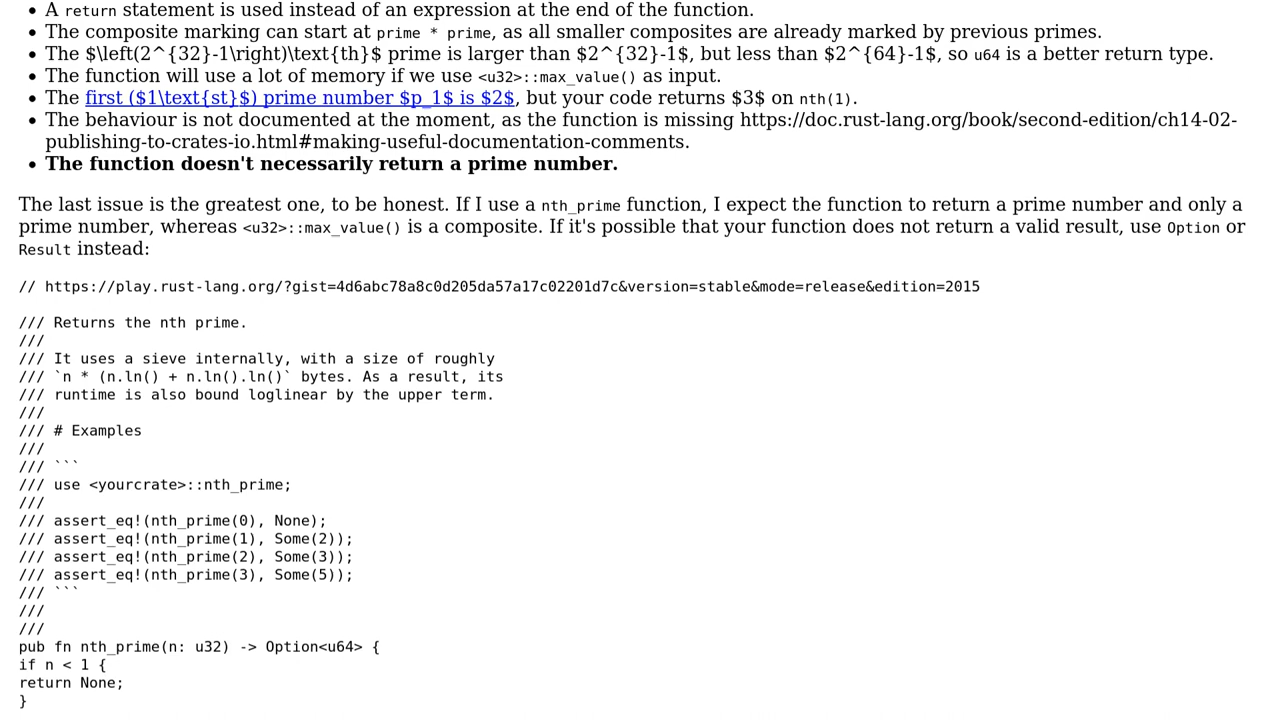 • A return statement is used instead of an expression at the end of the function.
• The composite marking can start at prime * prime, as all smaller composites are already marked by previous primes.
• The $\left(2^{32}-1\right)\text{th}$ prime is larger than $2^{32}-1$, but less than $2^{64}-1$, so u64 is a better return type.
• The function will use a lot of memory if we use <u32>::max_value() as input.
• The first ($1\text{st}$) prime number $p_1$ is $2$, but your code returns $3$ on nth(1).
• The behaviour is not documented at the moment, as the function is missing https://doc.rust-lang.org/book/second-edition/ch14-02-
publishing-to-crates-io.html#making-useful-documentation-comments.
• The function doesn't necessarily return a prime number.
The last issue is the greatest one, to be honest. If I use a nth_prime function, I expect the function to return a prime number and only a
prime number, whereas <u32>::max_value() is a composite. If it's possible that your function does not return a valid result, use Option or
Result instead:
// https://play.rust-lang.org/?gist=4d6abc78a8c0d205da57a17c02201d7c&version=stable&mode=release&edition=2015
/// Returns the nth prime.
///
/// It uses a sieve internally, with a size of roughly
/// `n * (n.ln() + n.ln().ln()` bytes. As a result, its
/// runtime is also bound loglinear by the upper term.
///
/// # Examples
///
/// ```
/// use <yourcrate>::nth_prime;
///
/// assert_eq!(nth_prime(0), None);
/// assert_eq!(nth_prime(1), Some(2));
/// assert_eq!(nth_prime(2), Some(3));
/// assert_eq!(nth_prime(3), Some(5));
/// ```
///
///
pub fn nth_prime(n: u32) -> Option<u64> {
if n < 1 {
return None;
}